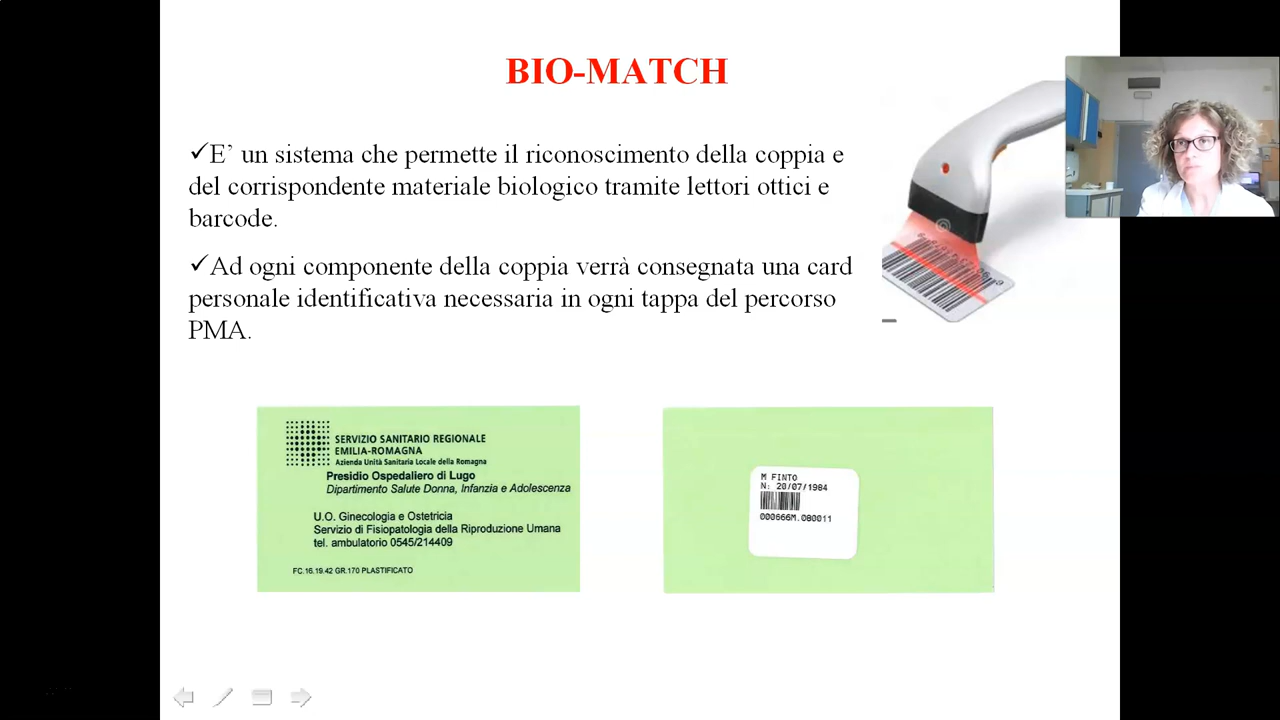 BIO-MATCH
✓E’ un sistema che permette il riconoscimento della coppia e
del corrispondente materiale biologico tramite lettori ottici e
barcode.
✓Ad ogni componente della coppia verrà consegnata una card
personale identificativa necessaria in ogni tappa del percorso
PMA.
SERVIZIO SANITARIO REGIONALE
EMILIA-ROMAGNA
Azienda Unità Sanitaria Locale della Romagna
Presidio Ospedaliero di Lugo
Dipartimento Salute Donna, Infanzia e Adolescenza
U.O. Ginecologia e Ostetricia
Servizio di Fisiopatologia della Riproduzione Umana
tel. ambulatorio 0545/214409
FC.16.19.42 GR.170 PLASTIFICATO
M FINTO
N: 20/07/1984
000666M.080011